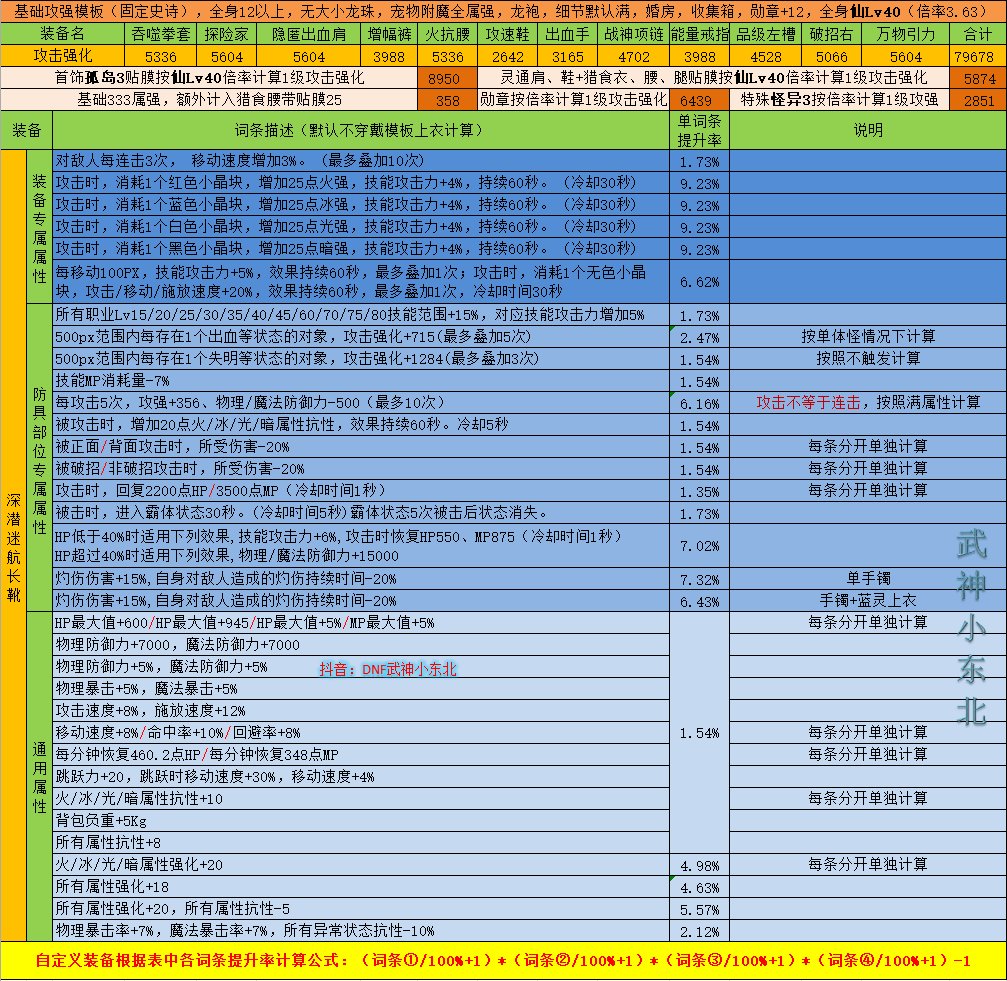 基础攻强模板（固定史诗），全身12以上，无大小龙珠，宠物附魔全属强，龙袍，细节默认满，婚房，收集箱，勋章+12，全身仙Lv40（倍率3.63）
装备名 吞噬拳套 探险家 隐匿出血肩 增幅裤 火抗腰 攻速鞋 出血手 战神项链 能量戒指 品级左槽 破招右 万物引力 合计
攻击强化 5336 5604 5604 3988 5336 2642 3165 4702 3988 4528 5066 5604 79678
首饰孤岛3贴膜按仙Lv40倍率计算1级攻击强化 8950 灵通肩、鞋+猎食衣、腰、腿贴膜按仙Lv40倍率计算1级攻击强化 5874
基础333属强，额外计入猎食腰带贴膜25 358 勋章按倍率计算1级攻击强化 6439 特殊怪异3按倍率计算1级攻强 2851
装备 词条描述（默认不穿戴模板上衣计算） 单词条提升率 说明
深潜迷航长靴
装备专属属性
对敌人每连击3次， 移动速度增加3%。（最多叠加10次） 1.73%
攻击时，消耗1个红色小晶块，增加25点火强，技能攻击力+4%，持续60秒。（冷却30秒） 9.23%
攻击时，消耗1个蓝色小晶块，增加25点冰强，技能攻击力+4%，持续60秒。（冷却30秒） 9.23%
攻击时，消耗1个白色小晶块，增加25点光强，技能攻击力+4%，持续60秒。（冷却30秒） 9.23%
攻击时，消耗1个黑色小晶块，增加25点暗强，技能攻击力+4%，持续60秒。（冷却30秒） 9.23%
每移动100PX，技能攻击力+5%，效果持续60秒，最多叠加1次；攻击时，消耗1个无色小晶
块，攻击/移动/施放速度+20%，效果持续60秒，最多叠加1次，冷却时间30秒 6.62%
防具部位专属属性
所有职业Lv15/20/25/30/35/40/45/60/70/75/80技能范围+15%，对应技能攻击力增加5% 1.73%
500px范围内每存在1个出血等状态的对象，攻击强化+715(最多叠加5次) 2.47% 按单体怪情况下计算
500px范围内每存在1个失明等状态的对象，攻击强化+1284(最多叠加3次) 1.54% 按照不触发计算
技能MP消耗量-7% 1.54%
每攻击5次，攻强+356、物理/魔法防御力-500（最多10次） 6.16% 攻击不等于连击，按照满属性计算
被攻击时，增加20点火/冰/光/暗属性抗性，效果持续60秒。冷却5秒 1.54%
被正面/背面攻击时，所受伤害-20% 1.54% 每条分开单独计算
被破招/非破招攻击时，所受伤害-20% 1.54% 每条分开单独计算
攻击时，回复2200点HP/3500点MP（冷却时间1秒） 1.35% 每条分开单独计算
被击时，进入霸体状态30秒。(冷却时间5秒)霸体状态5次被击后状态消失。 1.73%
HP低于40%时适用下列效果,技能攻击力+6%,攻击时恢复HP550、MP875（冷却时间1秒）
HP超过40%时适用下列效果,物理/魔法防御力+15000 7.02%
灼伤伤害+15%,自身对敌人造成的灼伤持续时间-20% 7.32% 单手镯
灼伤伤害+15%,自身对敌人造成的灼伤持续时间-20% 6.43% 手镯+蓝灵上衣
通用属性
HP最大值+600/HP最大值+945/HP最大值+5%/MP最大值+5% 每条分开单独计算
物理防御力+7000，魔法防御力+7000
物理防御力+5%，魔法防御力+5% 抖音：DNF武神小东北
物理暴击+5%，魔法暴击+5%
攻击速度+8%，施放速度+12%
移动速度+8%/命中率+10%/回避率+8% 1.54% 每条分开单独计算
每分钟恢复460.2点HP/每分钟恢复348点MP 每条分开单独计算
跳跃力+20，跳跃时移动速度+30%，移动速度+4%
火/冰/光/暗属性抗性+10 每条分开单独计算
背包负重+5Kg
所有属性抗性+8
火/冰/光/暗属性强化+20 4.98% 每条分开单独计算
所有属性强化+18 4.63%
所有属性强化+20，所有属性抗性-5 5.57%
物理暴击率+7%，魔法暴击率+7%，所有异常状态抗性-10% 2.12%
武神小东北
自定义装备根据表中各词条提升率计算公式：（词条①/100%+1）*（词条②/100%+1）*（词条③/100%+1）*（词条④/100%+1）-1